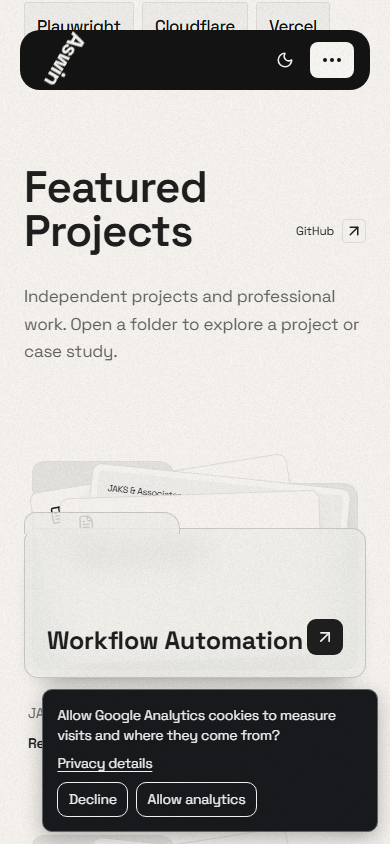 Playwright Cloudflare Vercel
Aswin
Featured
Projects
GitHub
Independent projects and professional
work. Open a folder to explore a project or
case study.
JAKS & Associates
Workflow Automation
JA
Re
Allow Google Analytics cookies to measure
visits and where they come from?
Privacy details
Decline Allow analytics